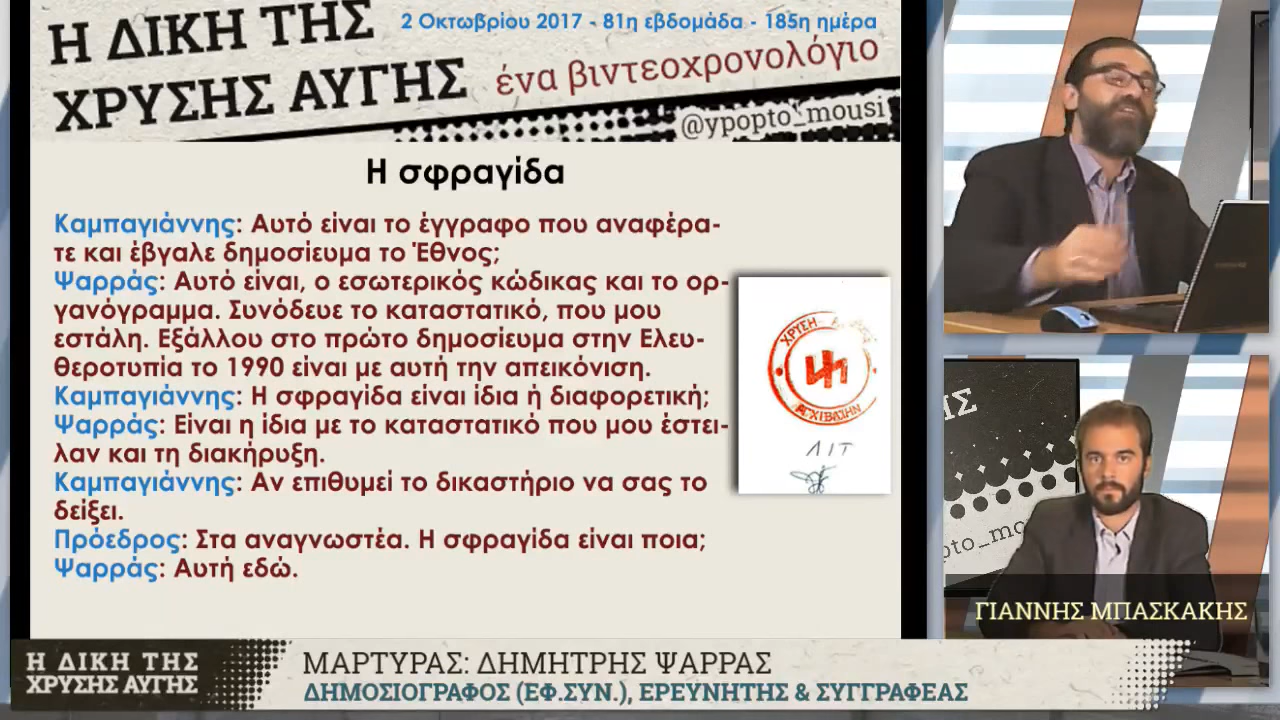 Η ΔΙΚΗ ΤΗΣ
ΧΡΥΣΗΣ ΑΥΓΗΣ
2 Οκτωβρίου 2017 - 81η εβδομάδα - 185η ημέρα
ένα βιντεοχρονολόγιο
@ypopto_mousi
Η σφραγίδα
Καμπαγιάννης: Αυτό είναι το έγγραφο που αναφέρα-
τε και έβγαλε δημοσίευμα το Έθνος;
Ψαρράς: Αυτό είναι, ο εσωτερικός κώδικας και το ορ-
γανόγραμμα. Συνόδευε το καταστατικό, που μου
εστάλη. Εξάλλου στο πρώτο δημοσίευμα στην Ελευ-
θεροτυπία το 1990 είναι με αυτή την απεικόνιση.
Καμπαγιάννης: Η σφραγίδα είναι ίδια ή διαφορετική;
Ψαρράς: Είναι η ίδια με το καταστατικό που μου έστει-
λαν και τη διακήρυξη.
Καμπαγιάννης: Αν επιθυμεί το δικαστήριο να σας το
δείξει.
Πρόεδρος: Στα αναγνωστέα. Η σφραγίδα είναι ποια;
Ψαρράς: Αυτή εδώ.
ΧΡΥΣΗ
ΛΙΤ
ΗΣ
pto_mo
ΓΙΑΝΝΗΣ ΜΠΑΣΚΑΚΗΣ
Η ΔΙΚΗ ΤΗΣ
ΧΡΥΣΗΣ ΑΥΓΗΣ
ΜΑΡΤΥΡΑΣ: ΔΗΜΗΤΡΗΣ ΨΑΡΡΑΣ
ΔΗΜΟΣΙΟΓΡΑΦΟΣ (ΕΦ.ΣΥΝ.), ΕΡΕΥΝΗΤΗΣ & ΣΥΓΓΡΑΦΕΑΣ